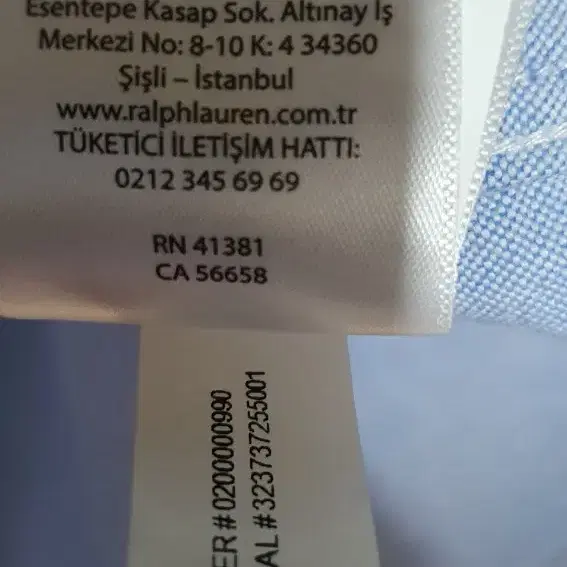 Esentepe Kasap Sok. Altınay İş
Merkezi No: 8-10 K: 4 34360
Şişli – İstanbul
www.ralphlauren.com.tr
TÜKETİCİ İLETİŞİM HATTI:
0212 345 69 69
RN 41381
CA 56658
ER # 0200000990
AL # 323737255001